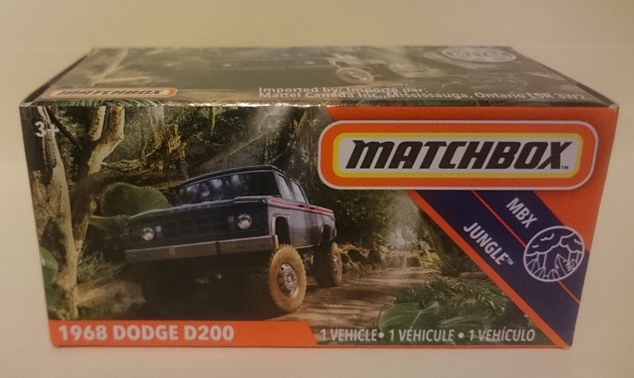 MATCHBOX
Imported by/Importé par:
Mattel Canada Inc., Mississauga, Ontario L5R 3W2
3+
MATCHBOX
MBX
JUNGLE™
1968 DODGE D200
1 VEHICLE • 1 VÉHICULE • 1 VEHÍCULO